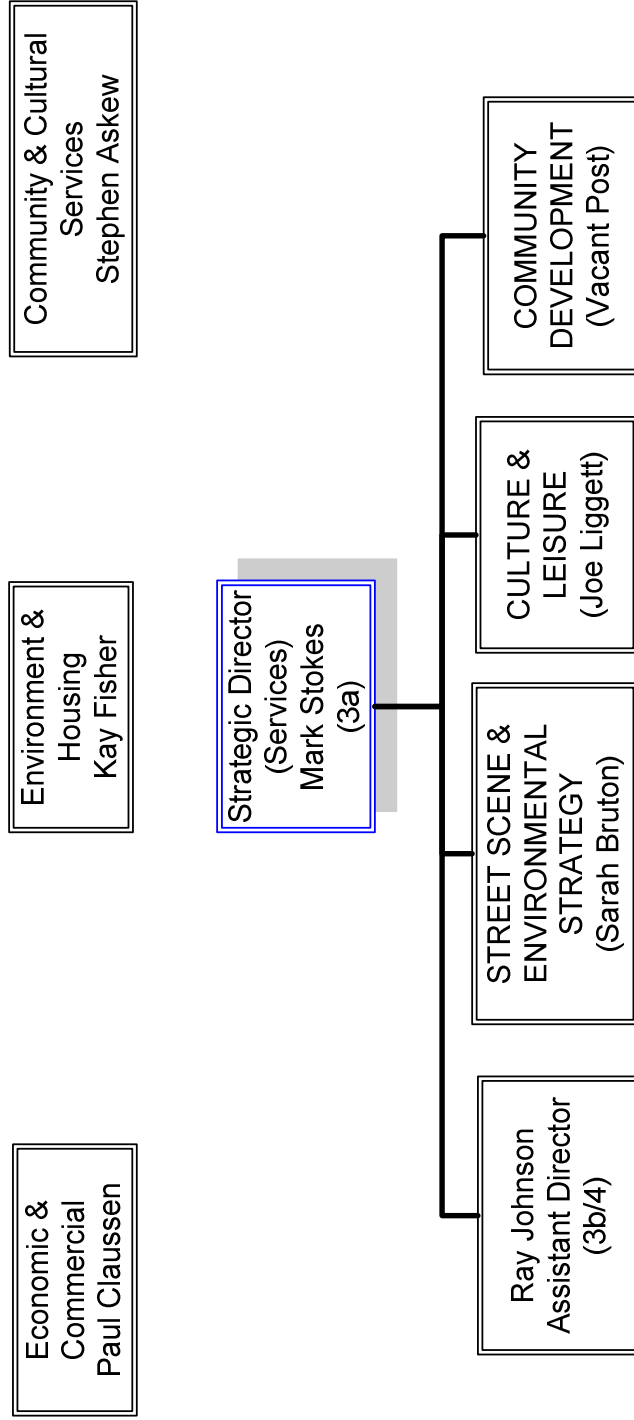 Economic &
Commercial
Paul Claussen
Environment &
Housing
Kay Fisher
Community & Cultural
Services
Stephen Askew
Strategic Director
(Services)
Mark Stokes
(3a)
Ray Johnson
Assistant Director
(3b/4)
STREET SCENE &
ENVIRONMENTAL
STRATEGY
(Sarah Bruton)
CULTURE &
LEISURE
(Joe Liggett)
COMMUNITY
DEVELOPMENT
(Vacant Post)